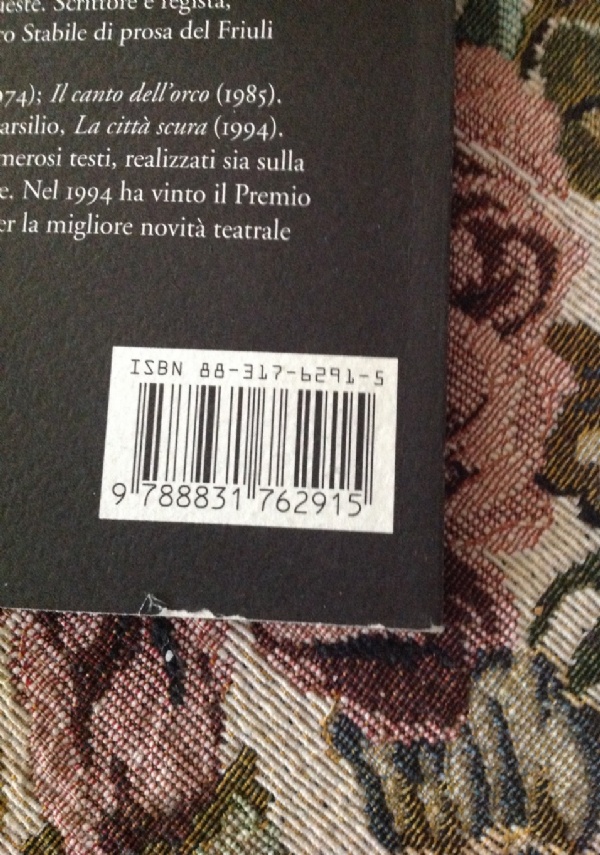 Scrittore e regista,
Stabile di prosa del Friuli
974); Il canto dell'orco (1985).
arsilio, La città scura (1994).
merosi testi, realizzati sia sulla
e. Nel 1994 ha vinto il Premio
er la migliore novità teatrale
ISBN 88-317-6291-5
9 788831 762915